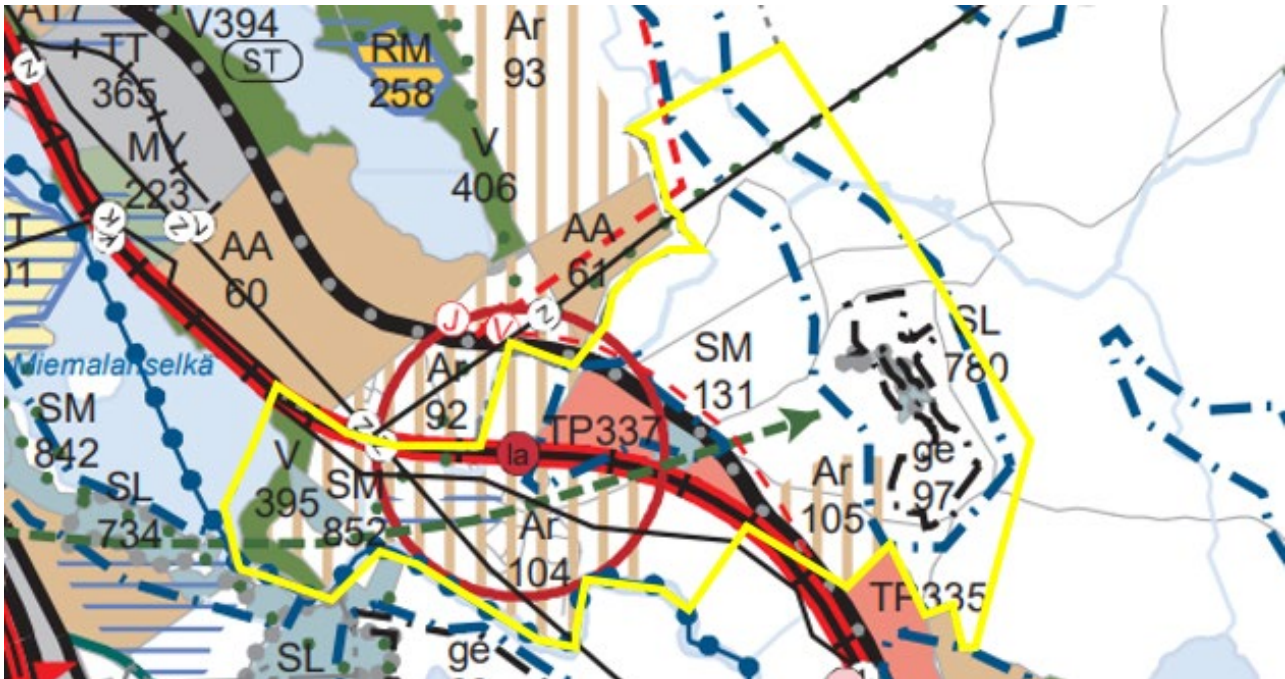 A17
V394
ST
TT
365
RM
258
Ar
93
MY
223
V
406
AA
60
AA
61
Z
Z
Z
K
K
J
V
Z
SL
780
SM
131
T
01
Miemalanselkä
Ar
92
TP337
la
SM
842
V
395
SM
852
SL
734
Ar
104
Ar
105
ge
97
TP335
SL
ge